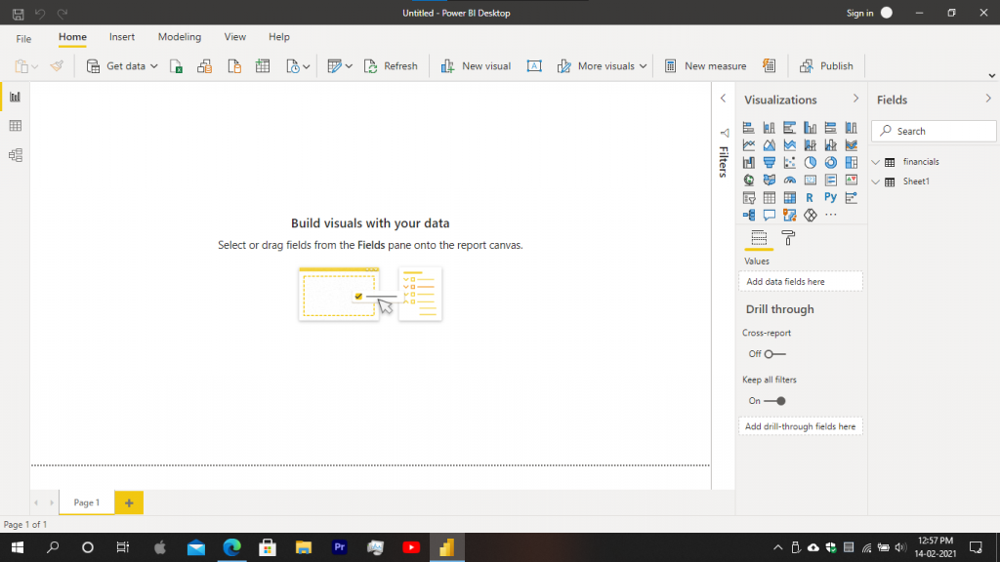 Untitled - Power BI Desktop
Sign in
File
Home
Insert
Modeling
View
Help
Get data
Refresh
New visual
A
More visuals
New measure
Publish
Filters
Visualizations
R
Py
Values
Add data fields here
Drill through
Cross-report
Off
Keep all filters
On
Add drill-through fields here
Fields
Search
financials
Sheet1
Build visuals with your data
Select or drag fields from the Fields pane onto the report canvas.
Page 1
Page 1 of 1
Pr
12:57 PM
14-02-2021